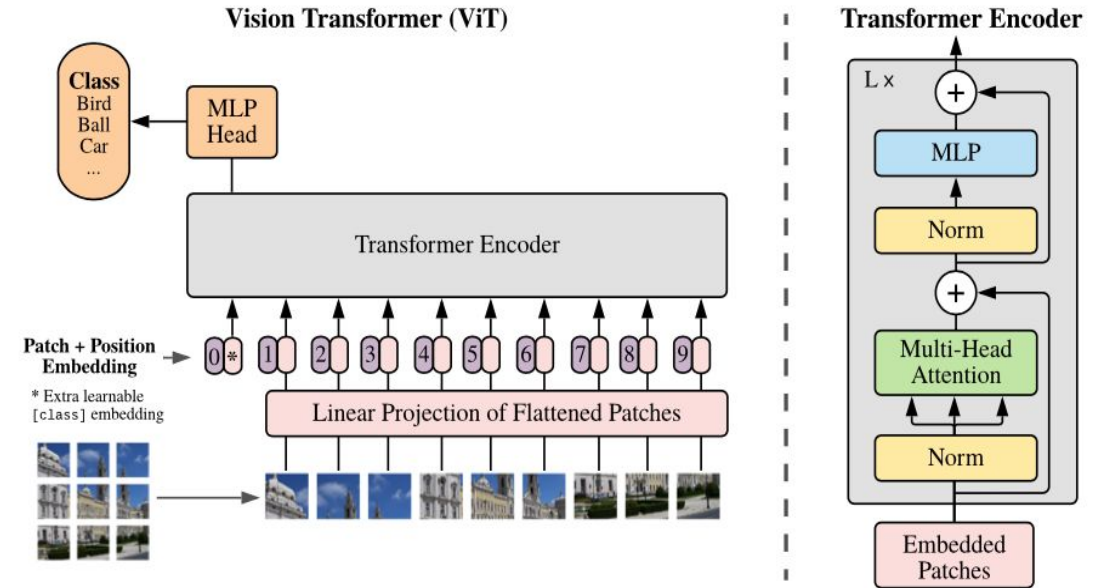 Vision Transformer (ViT)
Class
Bird
Ball
Car
...
MLP
Head
Transformer Encoder
Patch + Position
Embedding
* Extra learnable
[class] embedding
0 * 1 2 3 4 5 6 7 8 9
Linear Projection of Flattened Patches
Transformer Encoder
L x
+
MLP
Norm
+
Multi-Head
Attention
Norm
Embedded
Patches